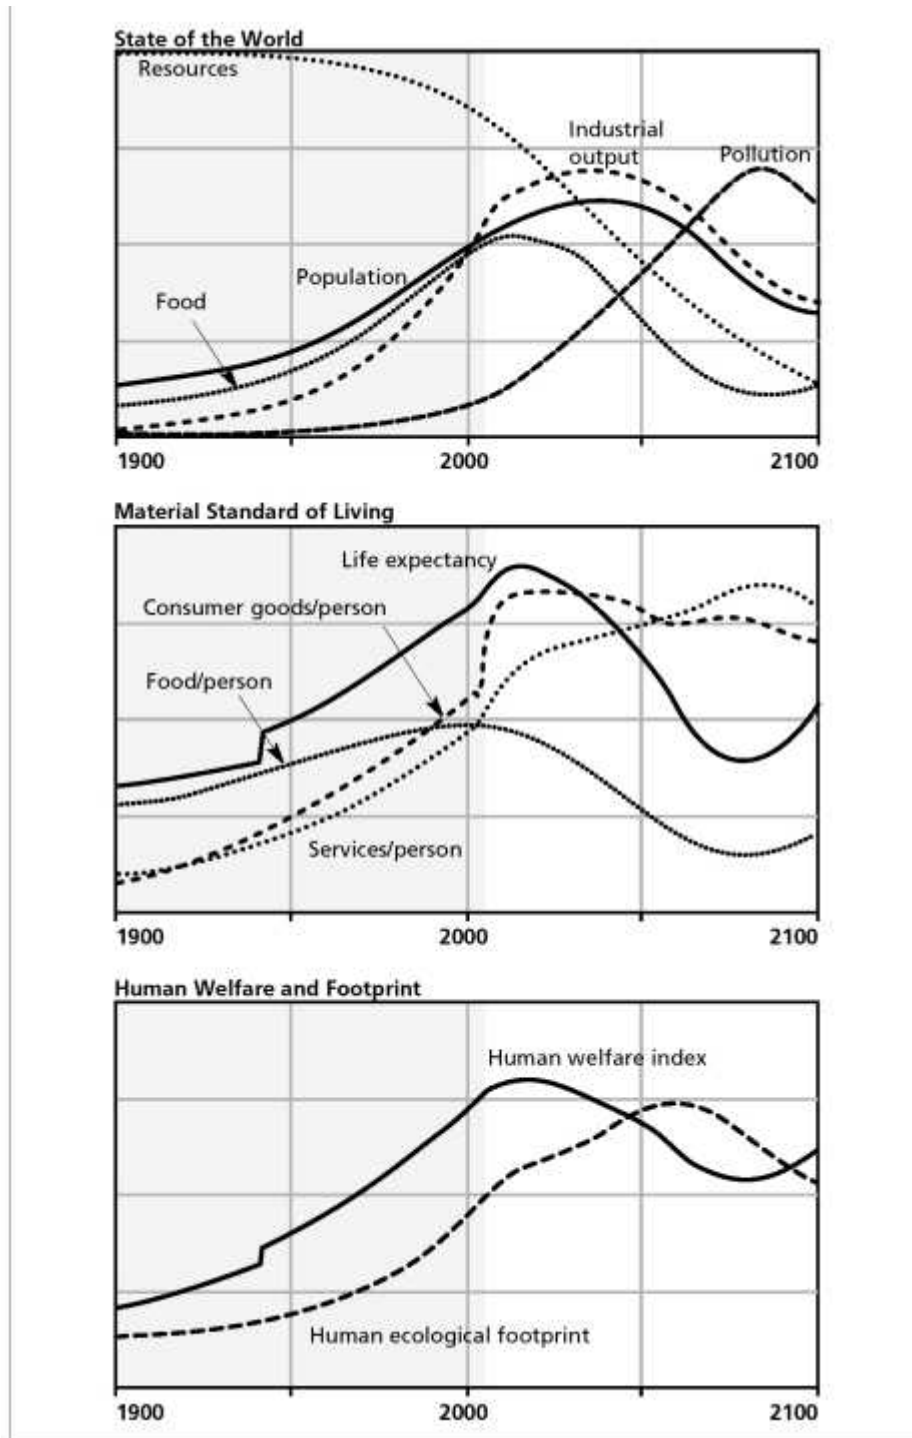 State of the World
Resources
Industrial
output
Pollution
Population
Food
1900
2000
2100
Material Standard of Living
Life expectancy
Consumer goods/person
Food/person
Services/person
1900
2000
2100
Human Welfare and Footprint
Human welfare index
Human ecological footprint
1900
2000
2100